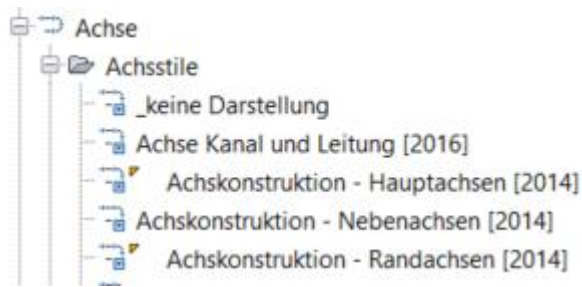 Achse
Achsstile
_keine Darstellung
Achse Kanal und Leitung [2016]
Achskonstruktion - Hauptachsen [2014]
Achskonstruktion - Nebenachsen [2014]
Achskonstruktion - Randachsen [2014]